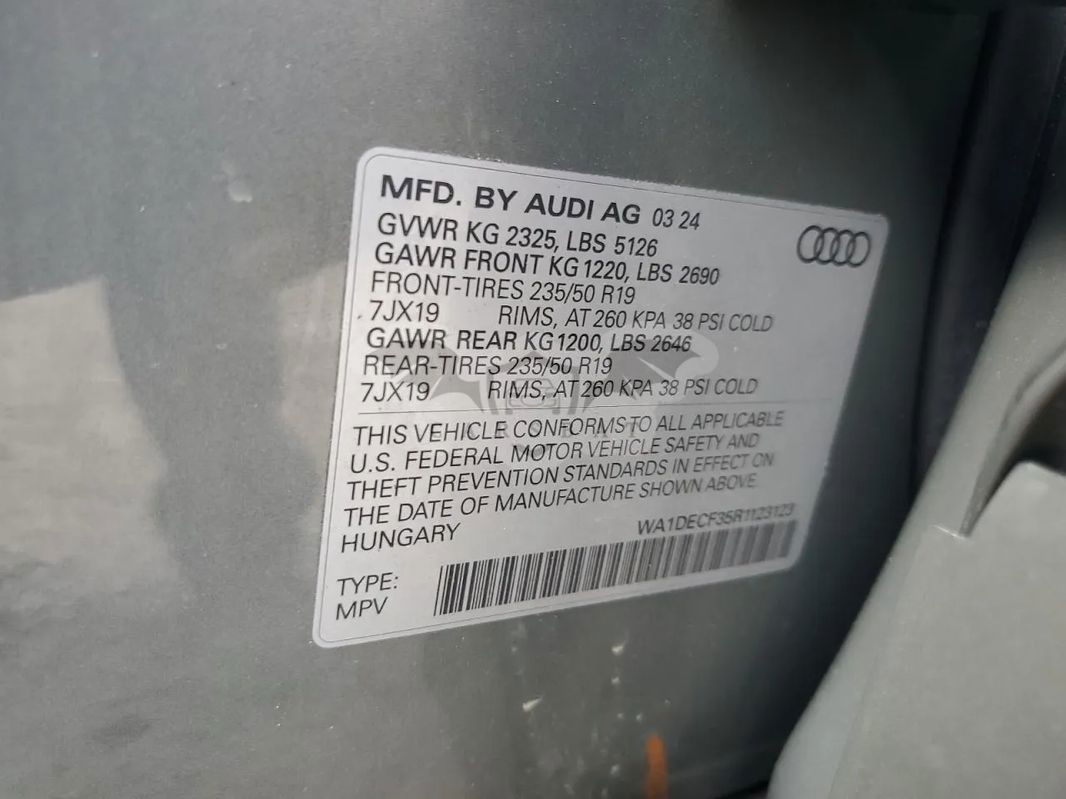 MFD. BY AUDI AG 03 24
GVWR KG 2325, LBS 5126
GAWR FRONT KG 1220, LBS 2690
FRONT-TIRES 235/50 R19
7JX19 RIMS, AT 260 KPA 38 PSI COLD
GAWR REAR KG 1200, LBS 2646
REAR-TIRES 235/50 R19
7JX19 RIMS, AT 260 KPA 38 PSI COLD
THIS VEHICLE CONFORMS TO ALL APPLICABLE
U.S. FEDERAL MOTOR VEHICLE SAFETY AND
THEFT PREVENTION STANDARDS IN EFFECT ON
THE DATE OF MANUFACTURE SHOWN ABOVE.
HUNGARY WA1DECF35R1123123
TYPE:
MPV